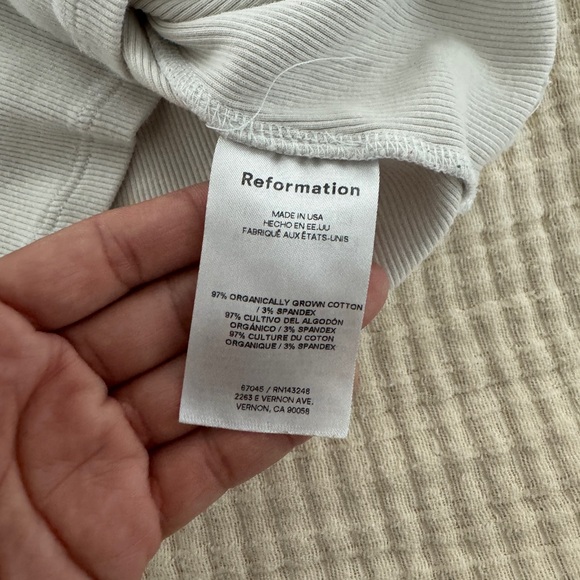 Reformation
MADE IN USA
HECHO EN EE.UU
FABRIQUÉ AUX ÉTATS-UNIS
97% ORGANICALLY GROWN COTTON
/ 3% SPANDEX
97% CULTIVO DEL ALGODÓN
ORGÁNICO / 3% SPANDEX
97% CULTURE DU COTON
ORGANIQUE / 3% SPANDEX
67045 / RN143246
2263 E VERNON AVE,
VERNON, CA 90058